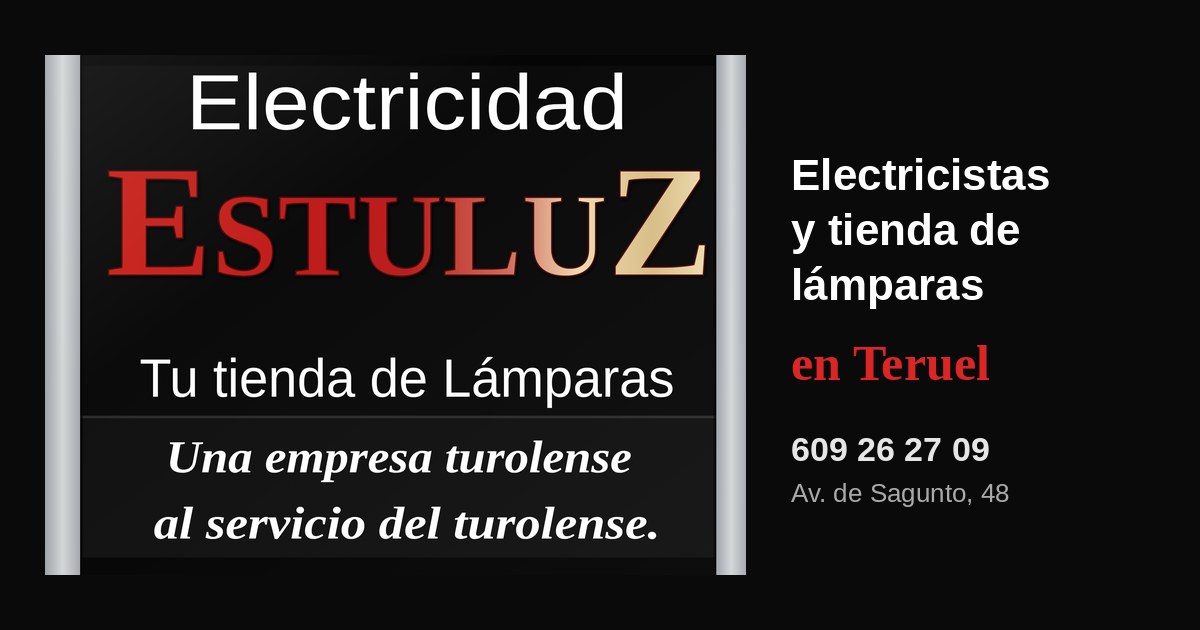 Electricidad
ESTULUZ
Tu tienda de Lámparas
Una empresa turolense
al servicio del turolense.
Electricistas
y tienda de
lámparas
en Teruel
609 26 27 09
Av. de Sagunto, 48